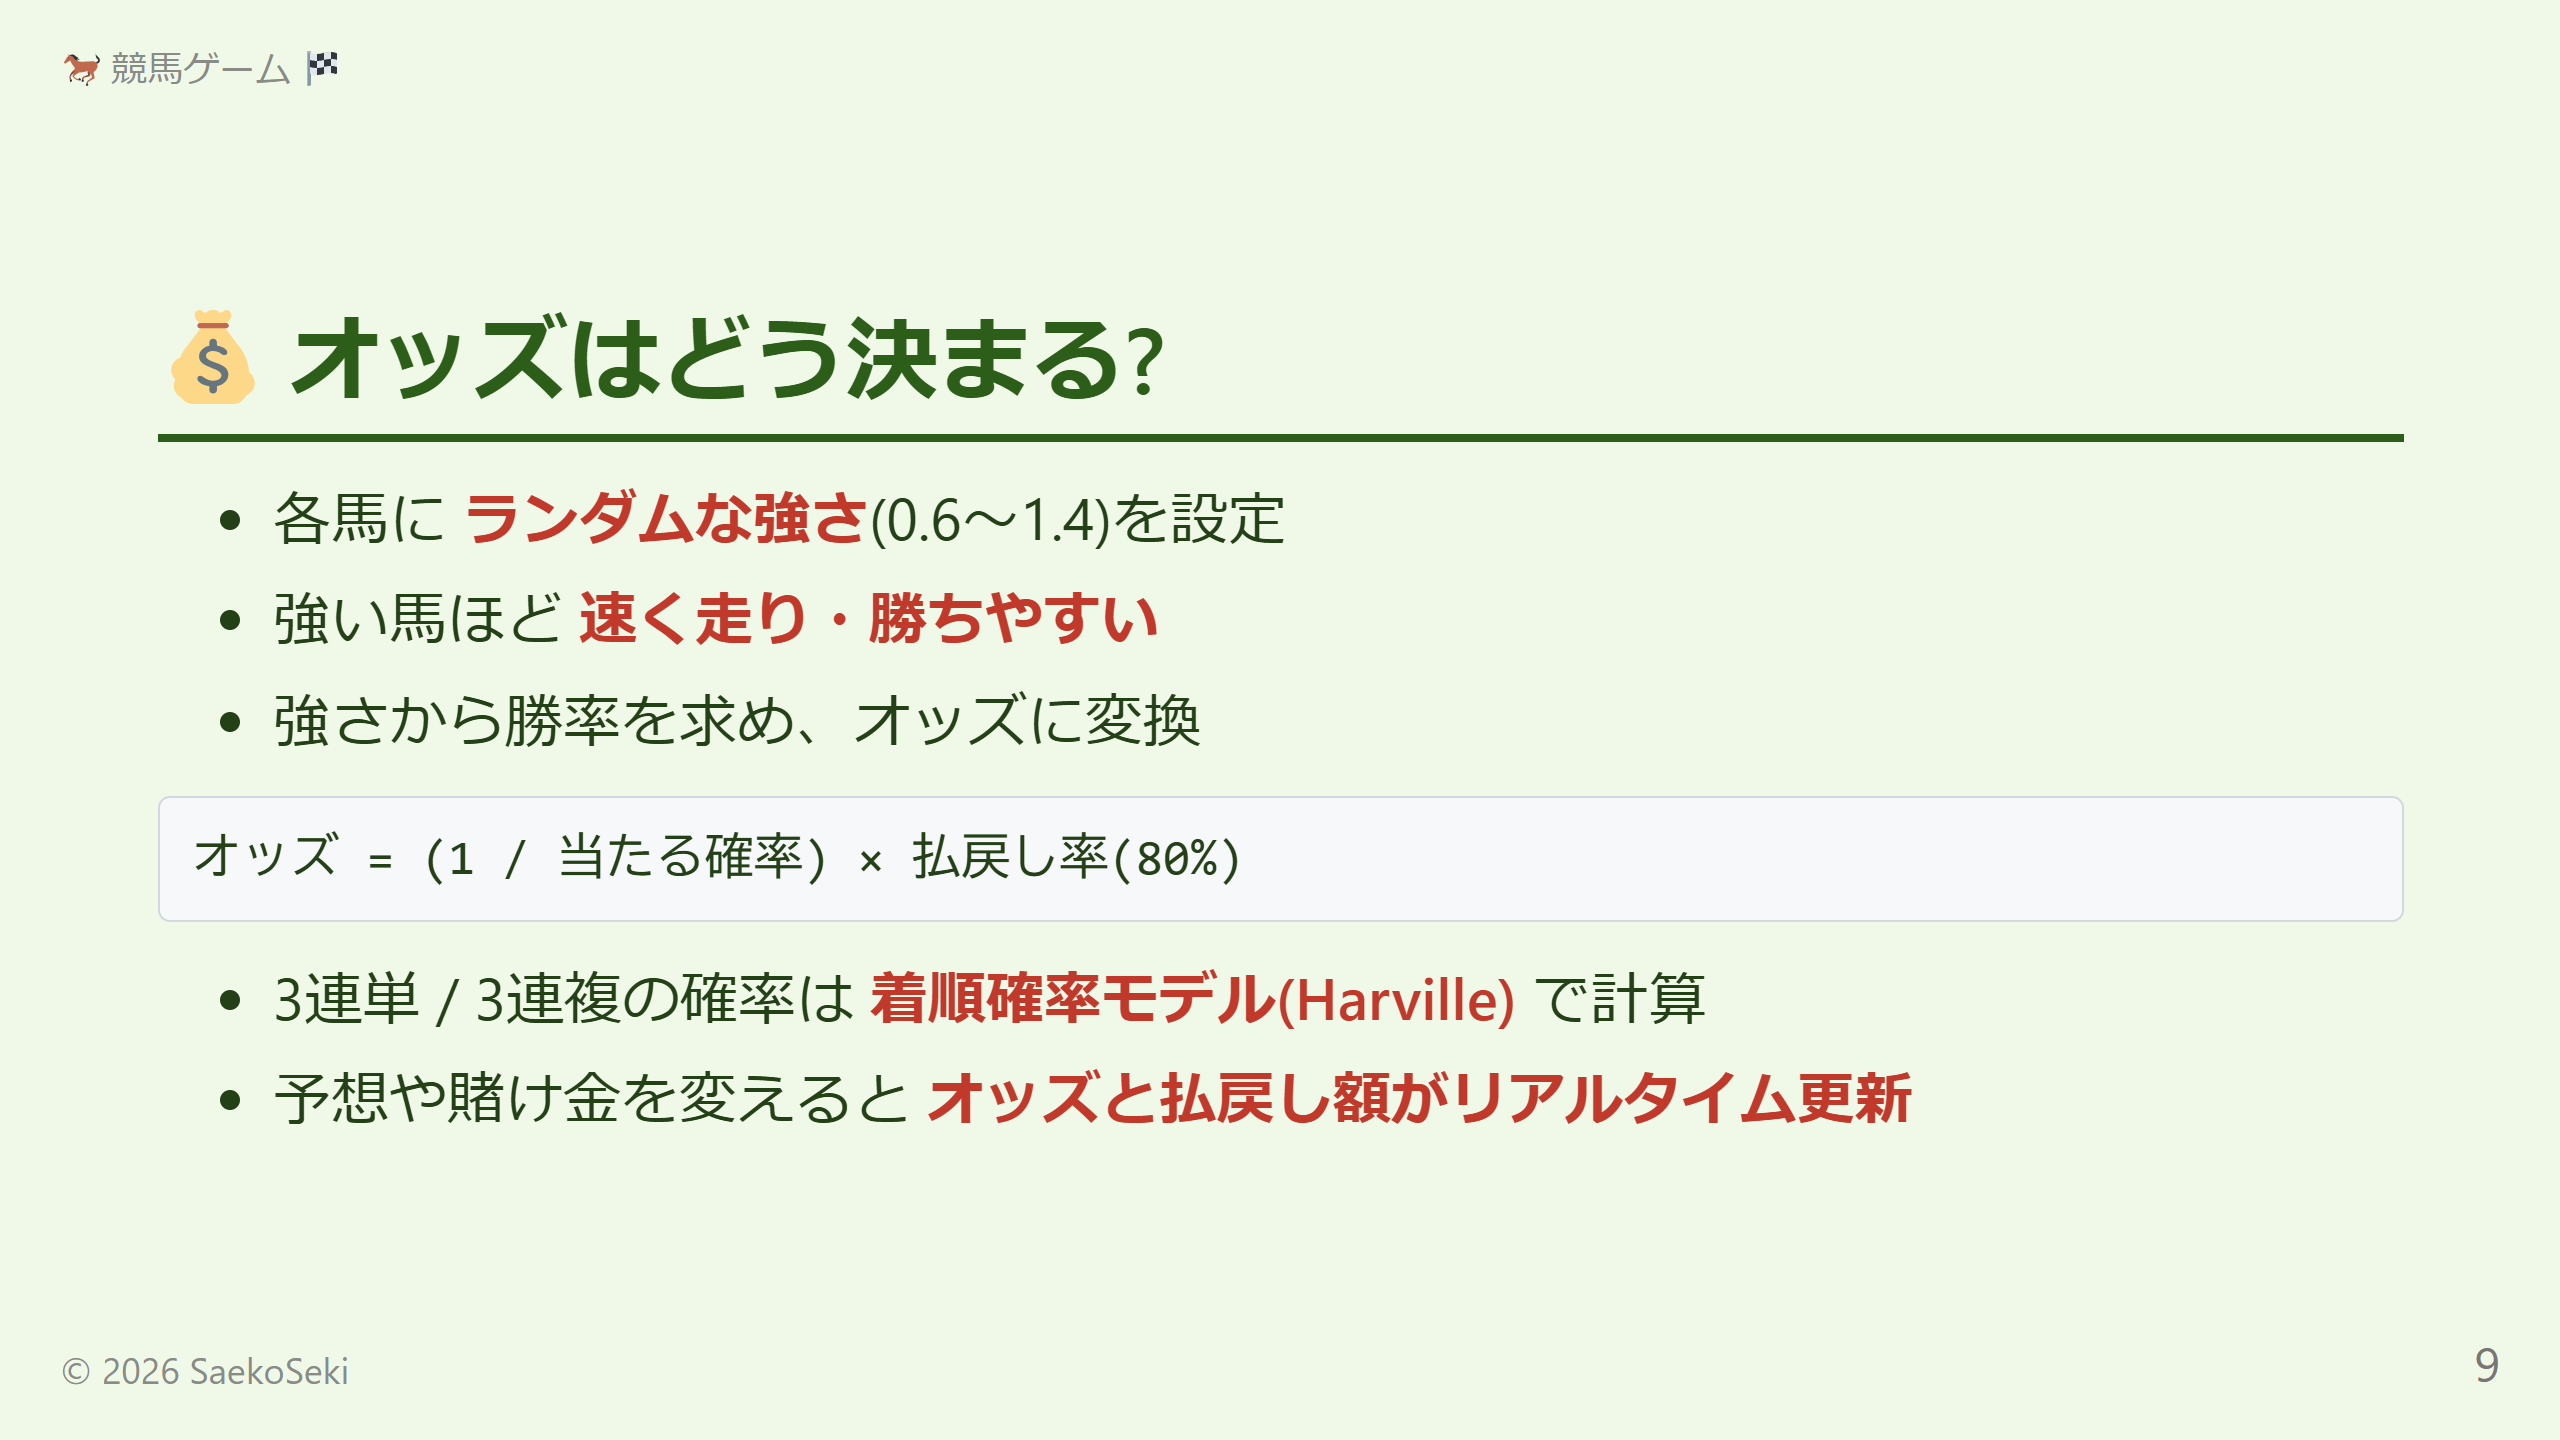 🐎 競馬ゲーム 🏁
💰 オッズはどう決まる?
• 各馬に ランダムな強さ(0.6〜1.4)を設定
• 強い馬ほど 速く走り・勝ちやすい
• 強さから勝率を求め、オッズに変換
オッズ = (1 / 当たる確率) × 払戻し率(80%)
• 3連単 / 3連複の確率は 着順確率モデル(Harville) で計算
• 予想や賭け金を変えると オッズと払戻し額がリアルタイム更新
© 2026 SaekoSeki
9